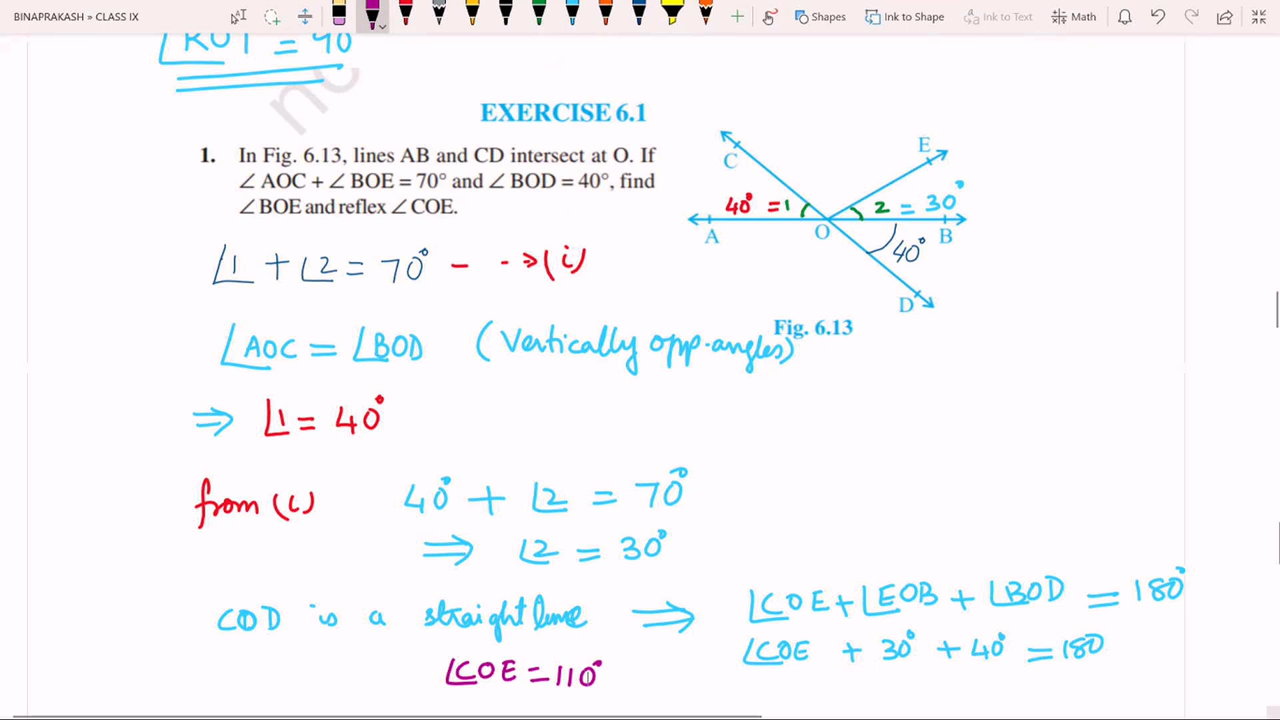 BINAPRAKASH » CLASS IX
Shapes
Ink to Shape
Ink to Text
Math
∠ROT = 90
nc
EXERCISE 6.1
1. In Fig. 6.13, lines AB and CD intersect at O. If
∠ AOC + ∠ BOE = 70° and ∠ BOD = 40°, find
∠ BOE and reflex ∠ COE.
C
E
40° = 1
2 = 30°
A
O
B
40°
D
Fig. 6.13
∠1 + ∠2 = 70° - - -> (i)
∠AOC = ∠BOD (Vertically opp. angles)
⇒ ∠1 = 40°
from (i) 40° + ∠2 = 70°
⇒ ∠2 = 30°
COD is a straight line ⇒ ∠COE + ∠EOB + ∠BOD = 180°
∠COE + 30° + 40° = 180
∠COE = 110°